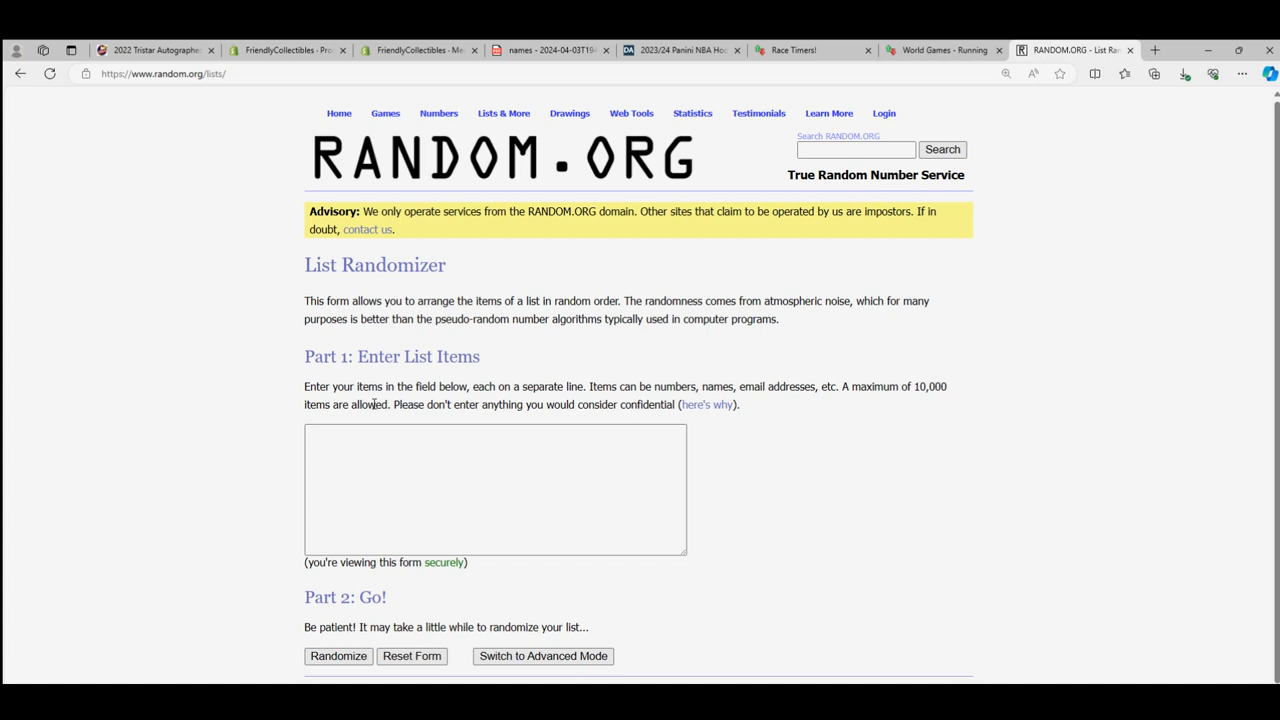 2022 Tristar Autographe
FriendlyCollectibles - Pro
FriendlyCollectibles - Me
names - 2024-04-03T194
2023/24 Panini NBA Ho
Race Timers!
World Games - Running
RANDOM.ORG - List Ran
https://www.random.org/lists/
Home Games Numbers Lists & More Drawings Web Tools Statistics Testimonials Learn More Login
RANDOM.ORG
Search RANDOM.ORG
Search
True Random Number Service
Advisory: We only operate services from the RANDOM.ORG domain. Other sites that claim to be operated by us are impostors. If in
doubt, contact us.
List Randomizer
This form allows you to arrange the items of a list in random order. The randomness comes from atmospheric noise, which for many
purposes is better than the pseudo-random number algorithms typically used in computer programs.
Part 1: Enter List Items
Enter your items in the field below, each on a separate line. Items can be numbers, names, email addresses, etc. A maximum of 10,000
items are allowed. Please don't enter anything you would consider confidential (here's why).
(you're viewing this form securely)
Part 2: Go!
Be patient! It may take a little while to randomize your list...
Randomize Reset Form Switch to Advanced Mode